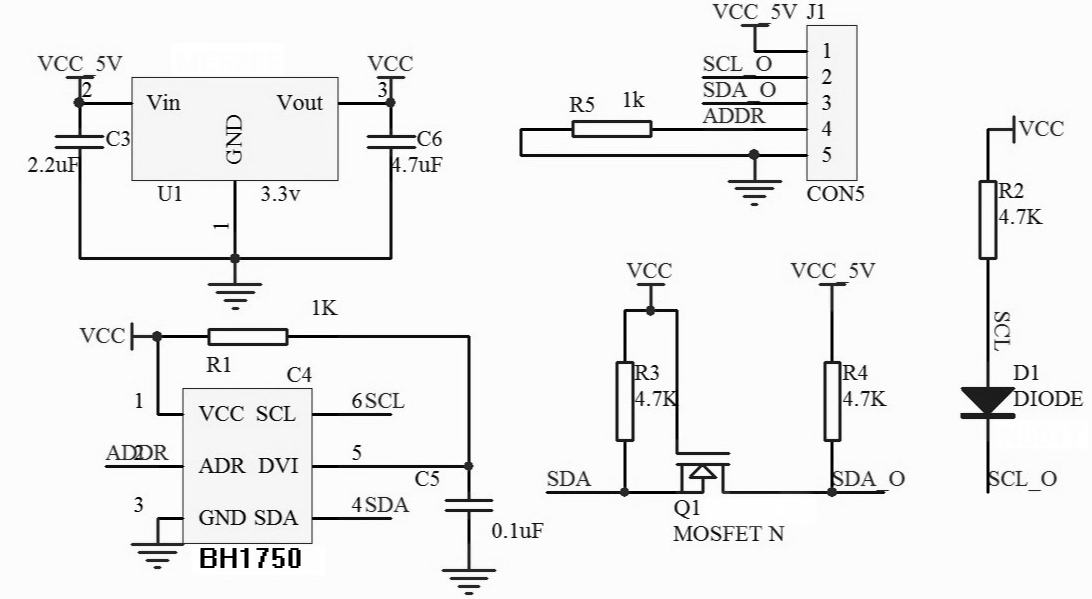 VCC_5V
2
Vin
Vout
GND
VCC
3
C3
2.2uF
C6
4.7uF
U1
3.3v
1
VCC_5V
J1
1
SCL_O
2
SDA_O
3
R5
1k
ADDR
4
5
CON5
VCC
R2
4.7K
SCL
D1
DIODE
SCL_O
VCC
R1
1K
C4
1
VCC
SCL
6
SCL
ADDR
2
ADR
DVI
5
3
GND
SDA
4
SDA
BH1750
C5
0.1uF
VCC
VCC_5V
R3
4.7K
R4
4.7K
SDA
SDA_O
Q1
MOSFET N